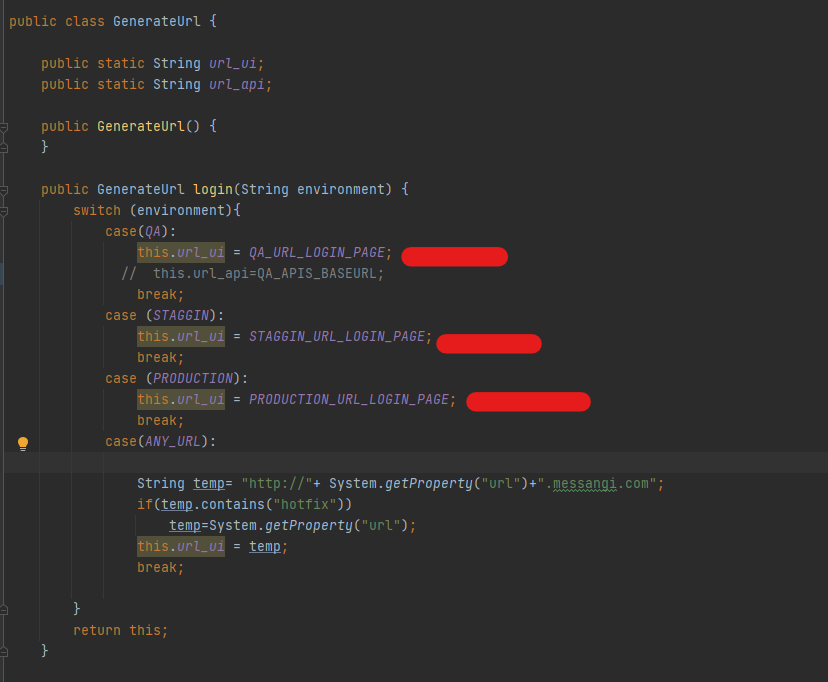 public class GenerateUrl {
public static String url_ui;
public static String url_api;
public GenerateUrl() {
}
public GenerateUrl login(String environment) {
switch (environment){
case(QA):
this.url_ui = QA_URL_LOGIN_PAGE;
//  this.url_api=QA_APIS_BASEURL;
break;
case (STAGGIN):
this.url_ui = STAGGIN_URL_LOGIN_PAGE;
break;
case (PRODUCTION):
this.url_ui = PRODUCTION_URL_LOGIN_PAGE;
break;
case(ANY_URL):
String temp= "http://"+ System.getProperty("url")+".messangi.com";
if(temp.contains("hotfix"))
temp=System.getProperty("url");
this.url_ui = temp;
break;
}
return this;
}